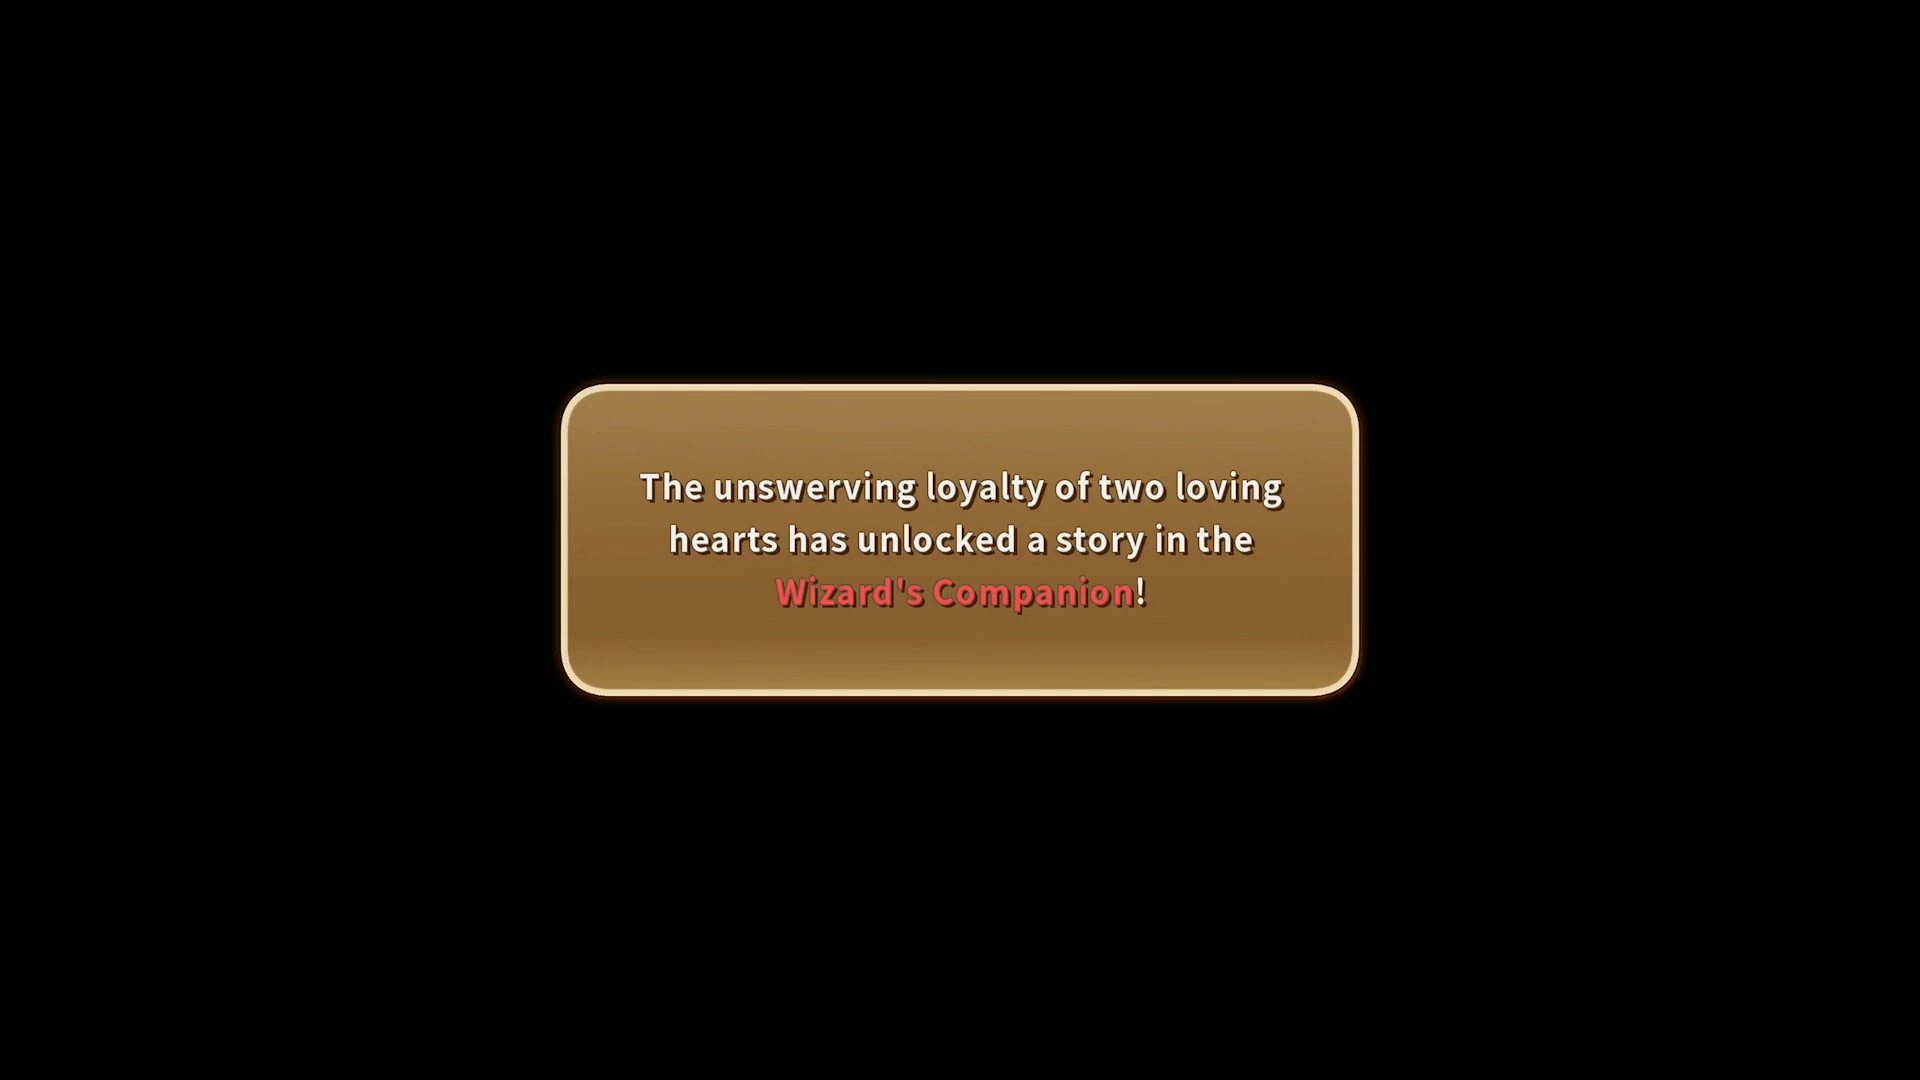 The unswerving loyalty of two loving
hearts has unlocked a story in the
Wizard's Companion!